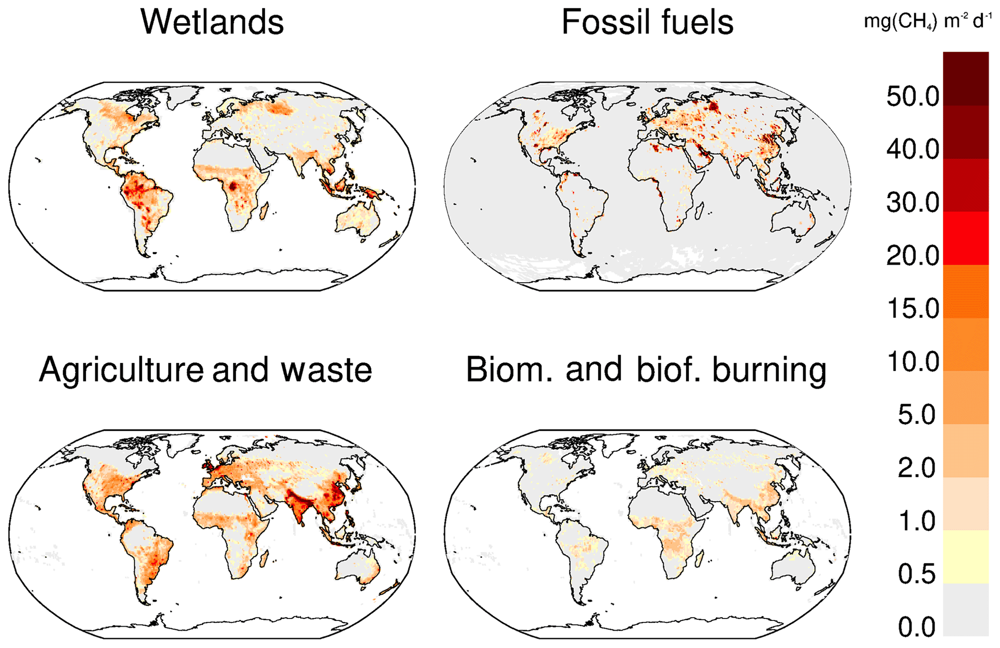 Wetlands
Fossil fuels
mg(CH₄) m⁻² d⁻¹
50.0
40.0
30.0
20.0
15.0
10.0
5.0
2.0
1.0
0.5
0.0
Agriculture and waste
Biom. and biof. burning